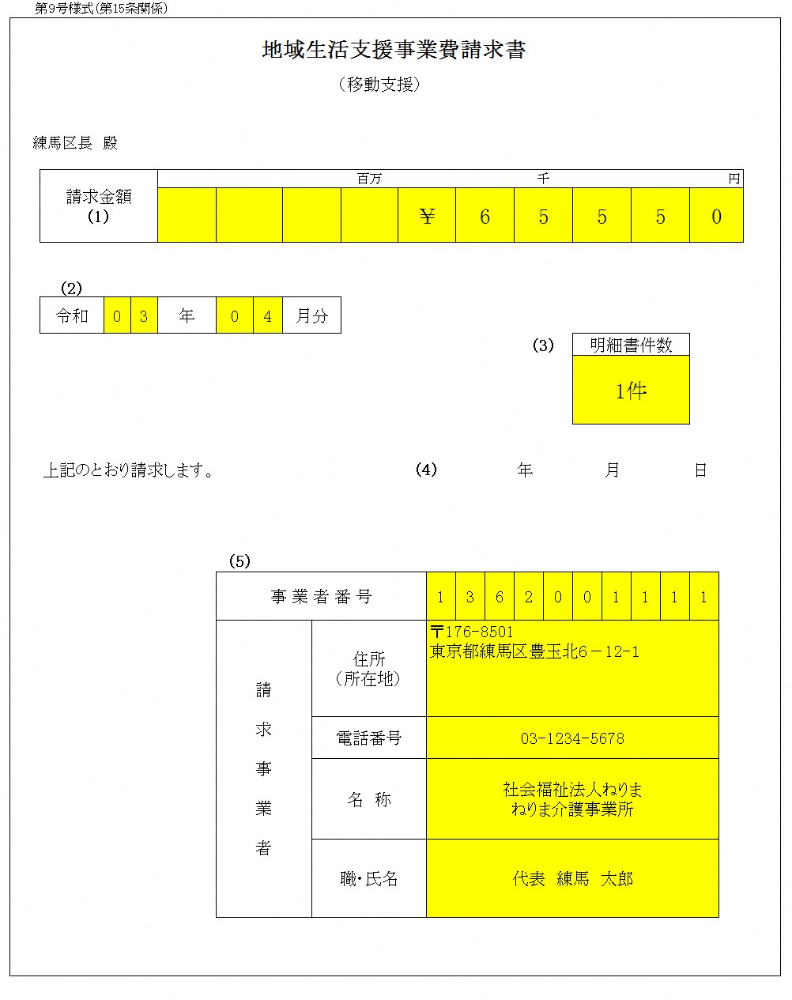 第９号様式（第15条関係）
地域生活支援事業費請求書
（移動支援）
練馬区長　殿
請求金額
(1)
百万　千　円
￥ 6 5 5 5 0
(2)
令和 0 3 年 0 4 月分
(3) 明細書件数
1件
上記のとおり請求します。 (4) 年 月 日
(5)
事業者番号 1 3 6 2 0 0 1 1 1 1
請求事業者
住所
（所在地）
〒176-8501
東京都練馬区豊玉北6－12-1
電話番号 03-1234-5678
名　称
社会福祉法人ねりま
ねりま介護事業所
職・氏名 代表　練馬　太郎